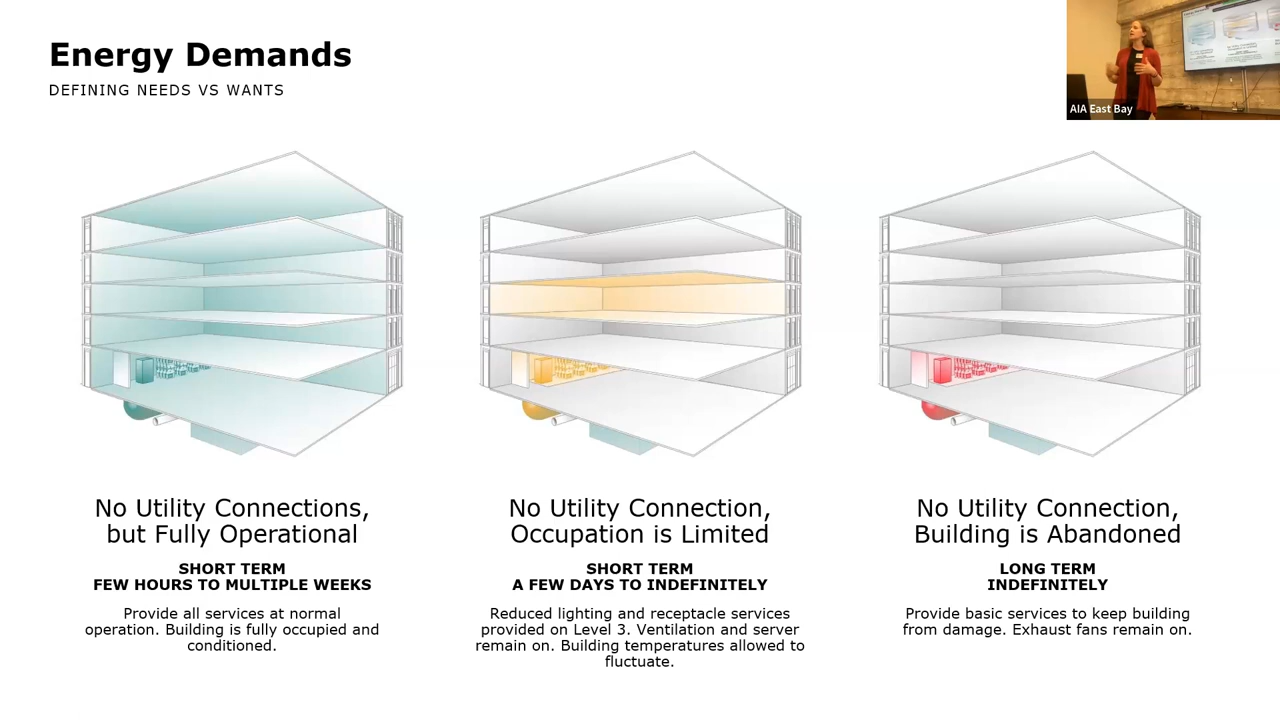 Energy Demands
DEFINING NEEDS VS WANTS
AIA East Bay
No Utility Connections,
but Fully Operational
SHORT TERM
FEW HOURS TO MULTIPLE WEEKS
Provide all services at normal
operation. Building is fully occupied and
conditioned.
No Utility Connection,
Occupation is Limited
SHORT TERM
A FEW DAYS TO INDEFINITELY
Reduced lighting and receptacle services
provided on Level 3. Ventilation and server
remain on. Building temperatures allowed to
fluctuate.
No Utility Connection,
Building is Abandoned
LONG TERM
INDEFINITELY
Provide basic services to keep building
from damage. Exhaust fans remain on.